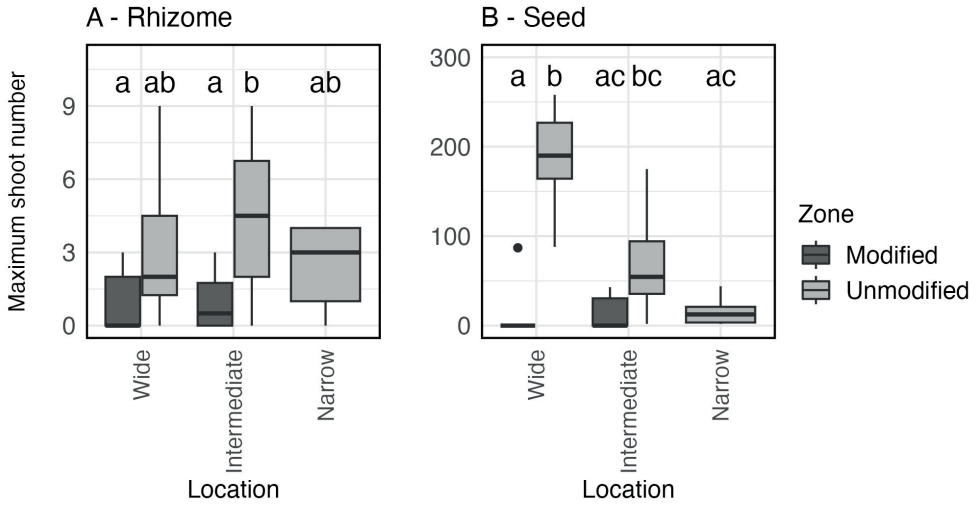 A - Rhizome
B - Seed
Maximum shoot number
9
6
3
0
a ab a b ab
Wide
Intermediate
Narrow
Location
300
200
100
0
a b ac bc ac
Wide
Intermediate
Narrow
Location
Zone
Modified
Unmodified